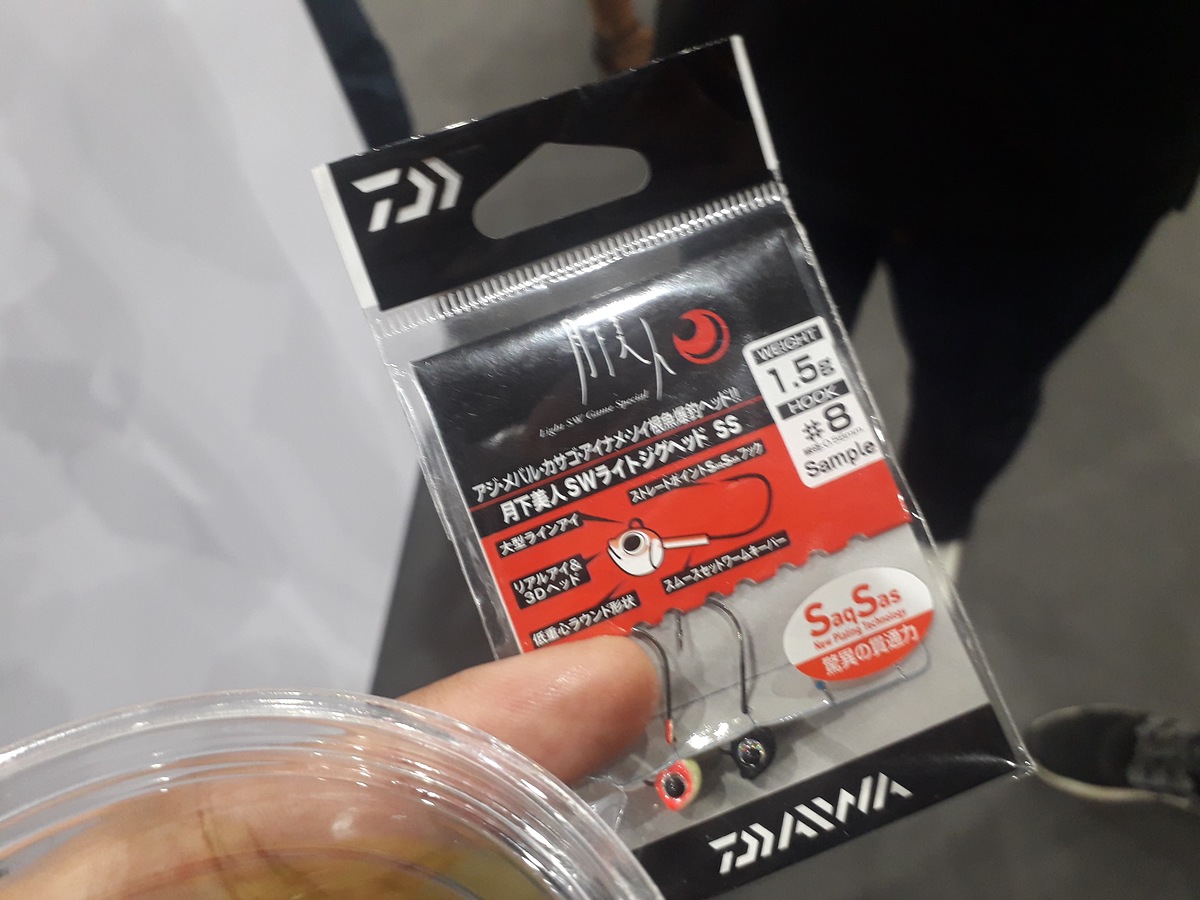 月下美人
Light SW Game Special
WEIGHT
1.5g
HOOK
#8
Sample
アジ・メバル・カサゴ・アイナメ・ソイ根魚爆釣ヘッド!!
月下美人SWライトジグヘッド SS
ストレートポイントSaqSasフック
大型ラインアイ
リアルアイ&
3Dヘッド
スムースセットワームキーパー
低重心ラウンド形状
SaqSas
New Plating Technology
驚異の貫通力
DAIWA